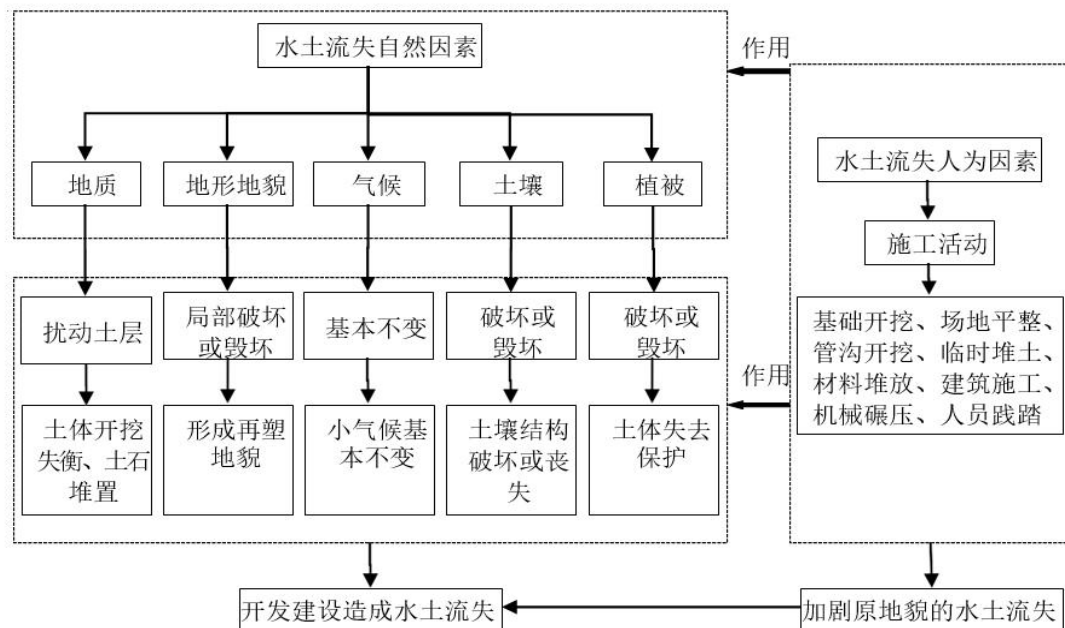 水土流失自然因素
作用
地质
地形地貌
气候
土壤
植被
水土流失人为因素
施工活动
扰动土层
局部破坏
或毁坏
基本不变
破坏或
毁坏
破坏或
毁坏
基础开挖、场地平整、
管沟开挖、临时堆土、
材料堆放、建筑施工、
机械碾压、人员践踏
作用
土体开挖
失衡、土石
堆置
形成再塑
地貌
小气候基
本不变
土壤结构
破坏或丧
失
土体失去
保护
开发建设造成水土流失
加剧原地貌的水土流失